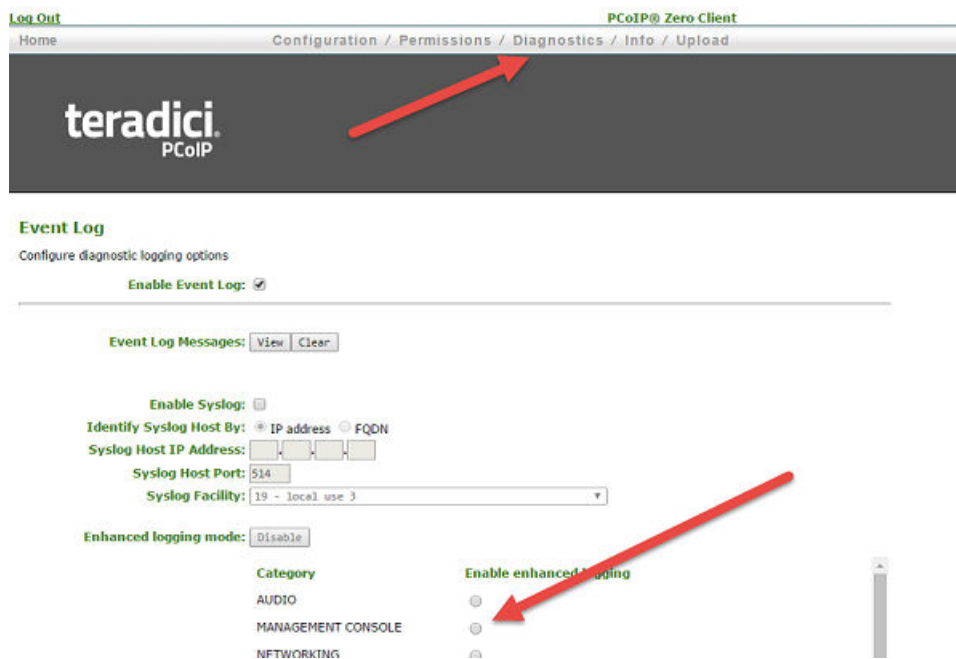 Log Out PCoIP® Zero Client
Home Configuration / Permissions / Diagnostics / Info / Upload
teradici.
PCoIP
Event Log
Configure diagnostic logging options
Enable Event Log:
Event Log Messages: View Clear
Enable Syslog:
Identify Syslog Host By: IP address FQDN
Syslog Host IP Address: . . .
Syslog Host Port: 514
Syslog Facility: 19 - local use 3
Enhanced logging mode: Disable
Category Enable enhanced logging
AUDIO
MANAGEMENT CONSOLE
NETWORKING